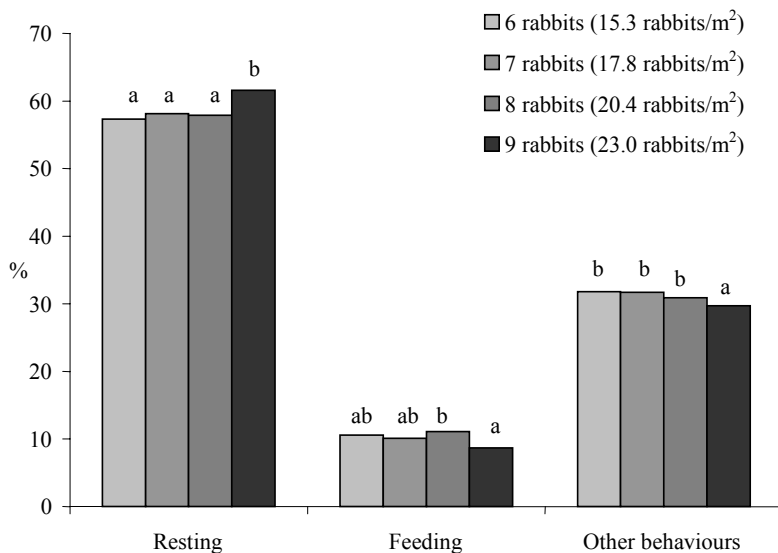 6 rabbits (15.3 rabbits/m²)
7 rabbits (17.8 rabbits/m²)
8 rabbits (20.4 rabbits/m²)
9 rabbits (23.0 rabbits/m²)
70
60
50
40
30
20
10
0
%
a a a b
ab ab b a
b b b a
Resting Feeding Other behaviours